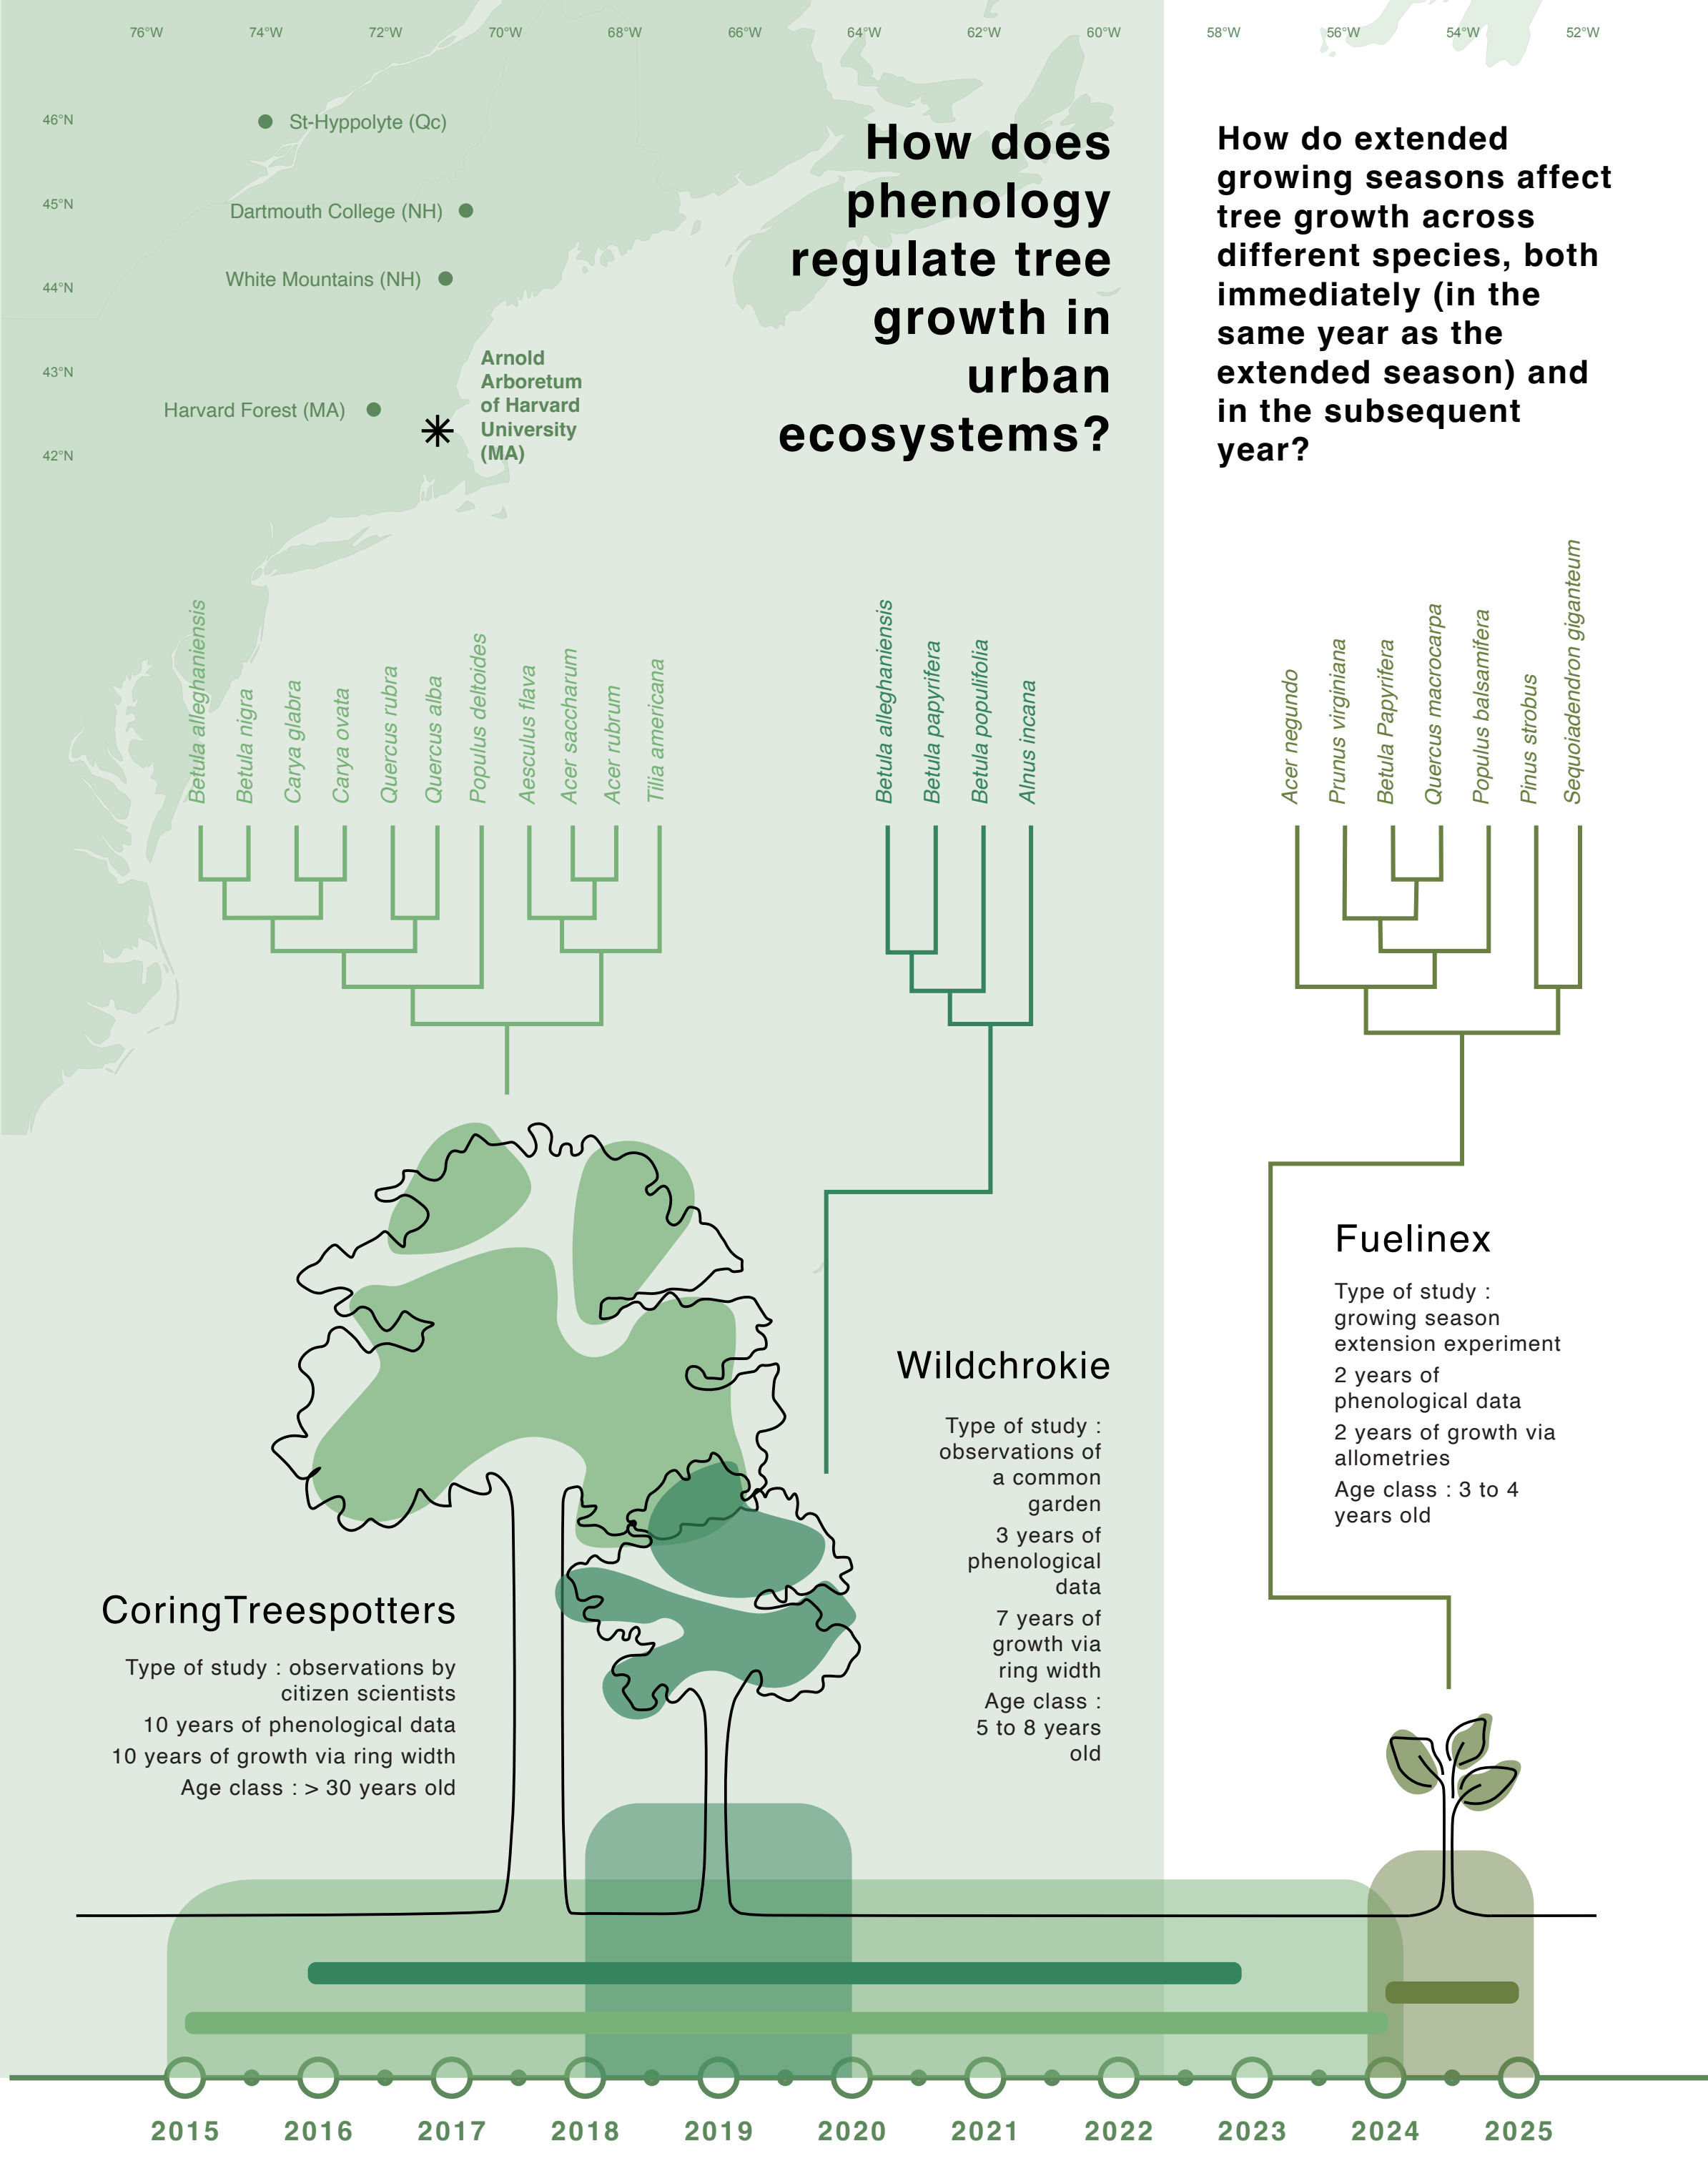 76°W 74°W 72°W 70°W 68°W 66°W 64°W 62°W 60°W 58°W 56°W 54°W 52°W
46°N
45°N
44°N
43°N
42°N
St-Hyppolyte (Qc)
Dartmouth College (NH)
White Mountains (NH)
Harvard Forest (MA)
Arnold
Arboretum
of Harvard
University
(MA)
How does
phenology
regulate tree
growth in
urban
ecosystems?
How do extended
growing seasons affect
tree growth across
different species, both
immediately (in the
same year as the
extended season) and
in the subsequent
year?
Betula alleghaniensis
Betula nigra
Carya glabra
Carya ovata
Quercus rubra
Quercus alba
Populus deltoides
Aesculus flava
Acer saccharum
Acer rubrum
Tilia americana
Betula alleghaniensis
Betula papyrifera
Betula populifolia
Alnus incana
Acer negundo
Prunus virginiana
Betula Papyrifera
Quercus macrocarpa
Populus balsamifera
Pinus strobus
Sequoiadendron giganteum
CoringTreespotters
Type of study : observations by
citizen scientists
10 years of phenological data
10 years of growth via ring width
Age class : > 30 years old
Wildchrokie
Type of study :
observations of
a common
garden
3 years of
phenological
data
7 years of
growth via
ring width
Age class :
5 to 8 years
old
Fuelinex
Type of study :
growing season
extension experiment
2 years of
phenological data
2 years of growth via
allometries
Age class : 3 to 4
years old
2015 2016 2017 2018 2019 2020 2021 2022 2023 2024 2025